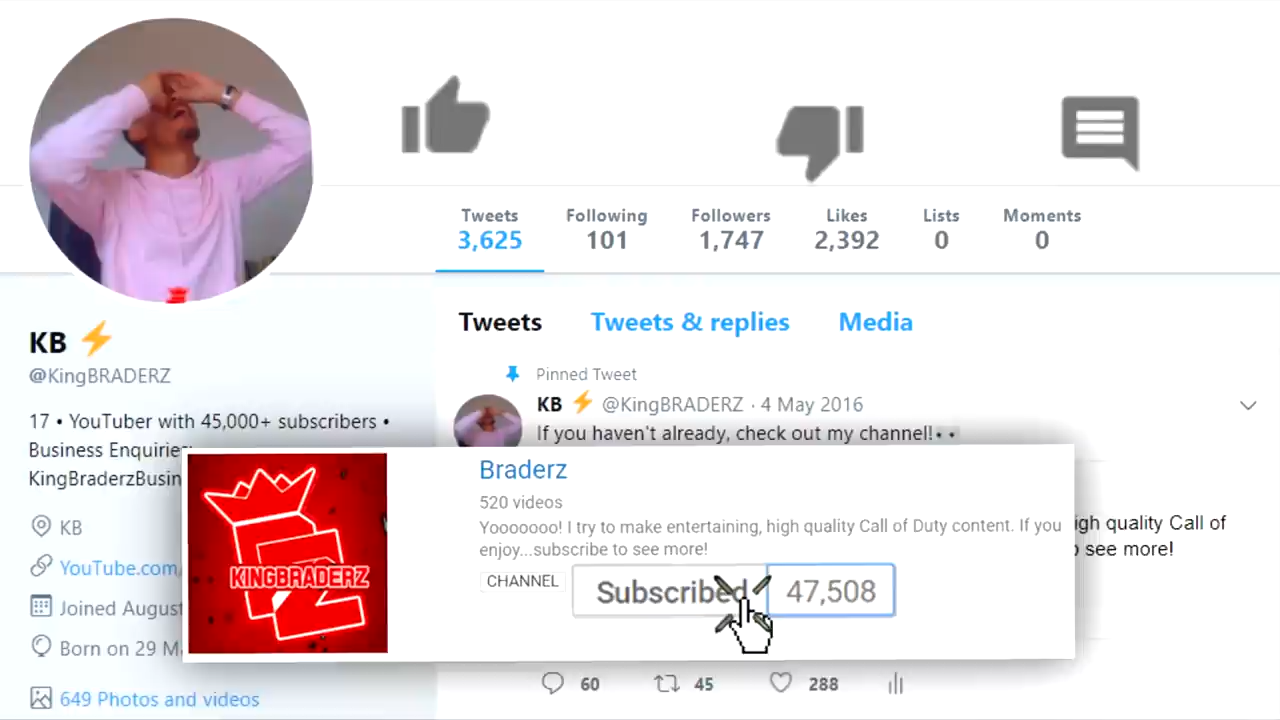 Tweets Following Followers Likes Lists Moments
3,625 101 1,747 2,392 0 0
KB⚡
@KingBRADERZ
17 • YouTuber with 45,000+ subscribers •
Business Enquiries:
KingBraderzBusin
KB
YouTube.com/
Joined August
Born on 29 M
649 Photos and videos
Tweets Tweets & replies Media
Pinned Tweet
KB⚡ @KingBRADERZ · 4 May 2016
If you haven't already, check out my channel!
KINGBRADERZ
Braderz
520 videos
Yooooooo! I try to make entertaining, high quality Call of Duty content. If you
enjoy...subscribe to see more!
CHANNEL
Subscribed 47,508
igh quality Call of
see more!
60 45 288